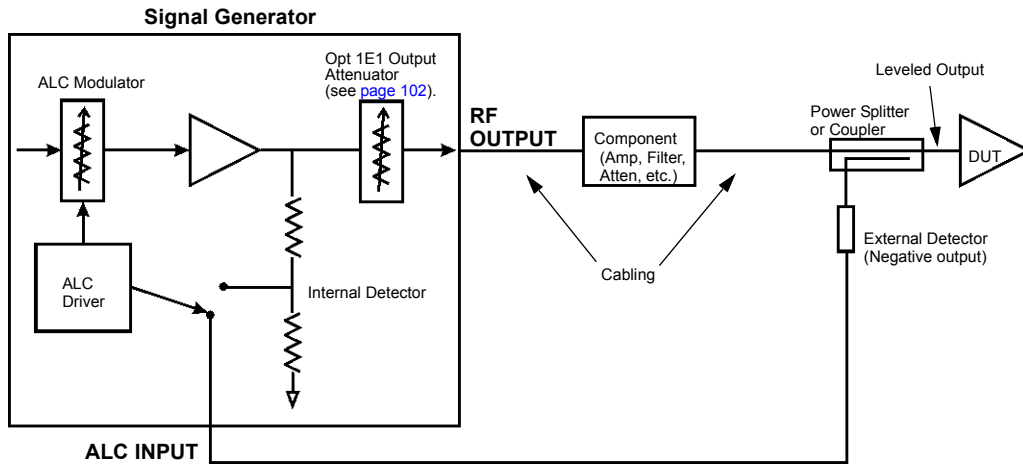 Signal Generator
ALC Modulator
Opt 1E1 Output
Attenuator
(see page 102).
RF
OUTPUT
Component
(Amp, Filter,
Atten, etc.)
Leveled Output
Power Splitter
or Coupler
DUT
External Detector
(Negative output)
Cabling
ALC
Driver
Internal Detector
ALC INPUT